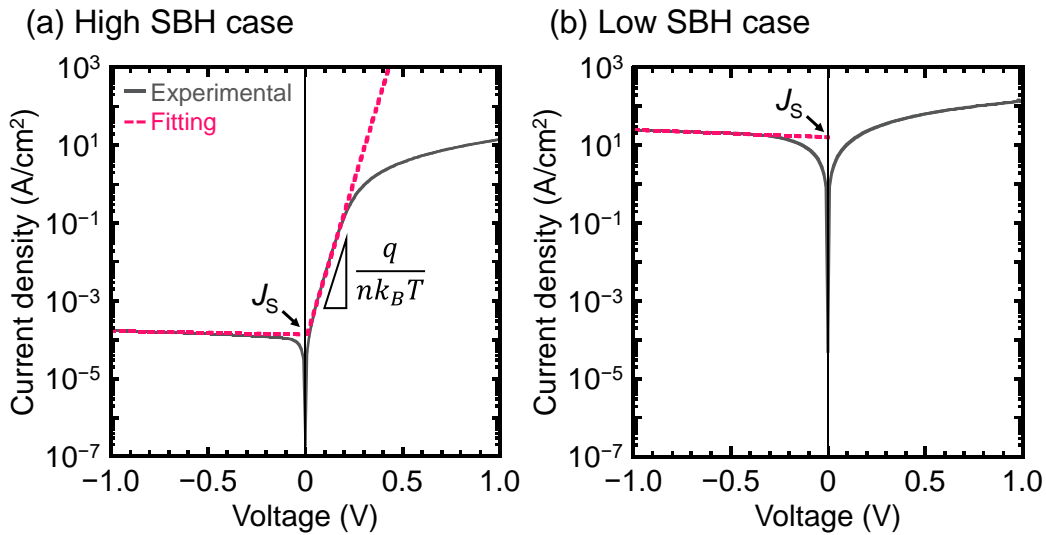 (a) High SBH case
(b) Low SBH case
10³
10¹
10⁻¹
10⁻³
10⁻⁵
10⁻⁷
Current density (A/cm²)
Experimental
Fitting
J_S
q
nk_BT
−1.0 −0.5 0 0.5 1.0
Voltage (V)
10³
10¹
10⁻¹
10⁻³
10⁻⁵
10⁻⁷
Current density (A/cm²)
J_S
−1.0 −0.5 0 0.5 1.0
Voltage (V)